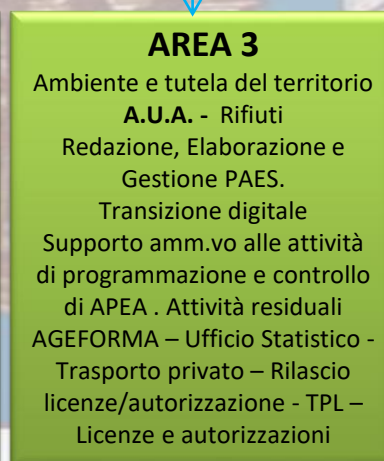 AREA 3
Ambiente e tutela del territorio
A.U.A. - Rifiuti
Redazione, Elaborazione e
Gestione PAES.
Transizione digitale
Supporto amm.vo alle attività
di programmazione e controllo
di APEA . Attività residuali
AGEFORMA – Ufficio Statistico -
Trasporto privato – Rilascio
licenze/autorizzazione - TPL –
Licenze e autorizzazioni